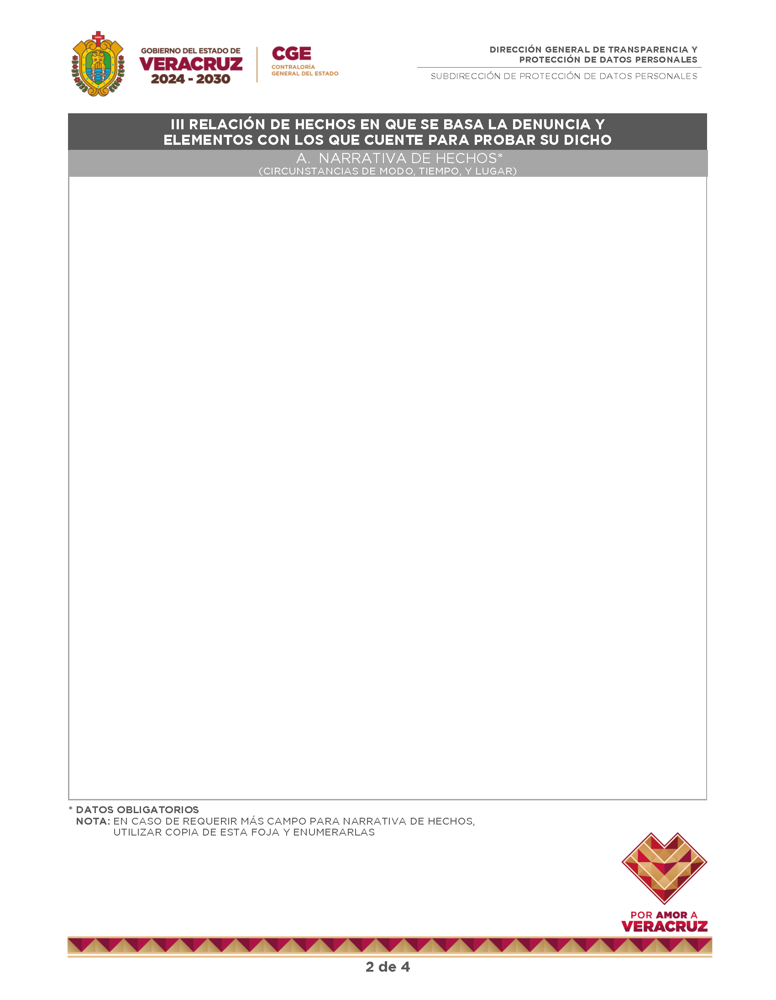 VERA
GOBIERNO DEL ESTADO DE
VERACRUZ
2024 - 2030
CGE
CONTRALORÍA
GENERAL DEL ESTADO
DIRECCIÓN GENERAL DE TRANSPARENCIA Y
PROTECCIÓN DE DATOS PERSONALES
SUBDIRECCIÓN DE PROTECCIÓN DE DATOS PERSONALES
III RELACIÓN DE HECHOS EN QUE SE BASA LA DENUNCIA Y
ELEMENTOS CON LOS QUE CUENTE PARA PROBAR SU DICHO
A. NARRATIVA DE HECHOS*
(CIRCUNSTANCIAS DE MODO, TIEMPO, Y LUGAR)
* DATOS OBLIGATORIOS
NOTA: EN CASO DE REQUERIR MÁS CAMPO PARA NARRATIVA DE HECHOS,
UTILIZAR COPIA DE ESTA FOJA Y ENUMERARLAS
POR AMOR A
VERACRUZ
2 de 4